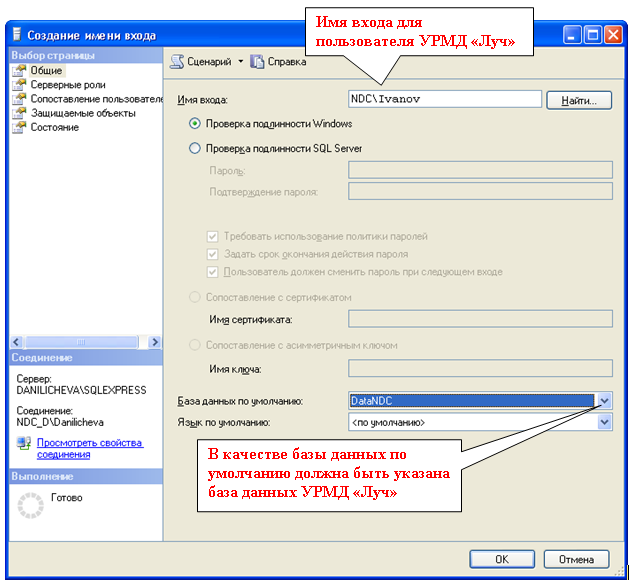 Имя входа для
пользователя УРМД «Луч»
Создание имени входа
Выбор страницы
Общие
Серверные роли
Сопоставление пользователе
Защищаемые объекты
Состояние
Сценарий
Справка
Имя входа:
NDC\Ivanov
Найти...
Проверка подлинности Windows
Проверка подлинности SQL Server
Пароль:
Подтверждение пароля:
Требовать использование политики паролей
Задать срок окончания действия пароля
Пользователь должен сменить пароль при следующем входе
Сопоставление с сертификатом
Имя сертификата:
Сопоставление с асимметричным ключом
Имя ключа:
База данных по умолчанию:
DataNDC
Язык по умолчанию:
<по умолчанию>
Соединение
Сервер:
DANILICHEVA\SQLEXPRESS
Соединение:
NDC_D\Danilicheva
Просмотреть свойства
соединения
Выполнение
Готово
В качестве базы данных по
умолчанию должна быть указана
база данных УРМД «Луч»
OK
Отмена